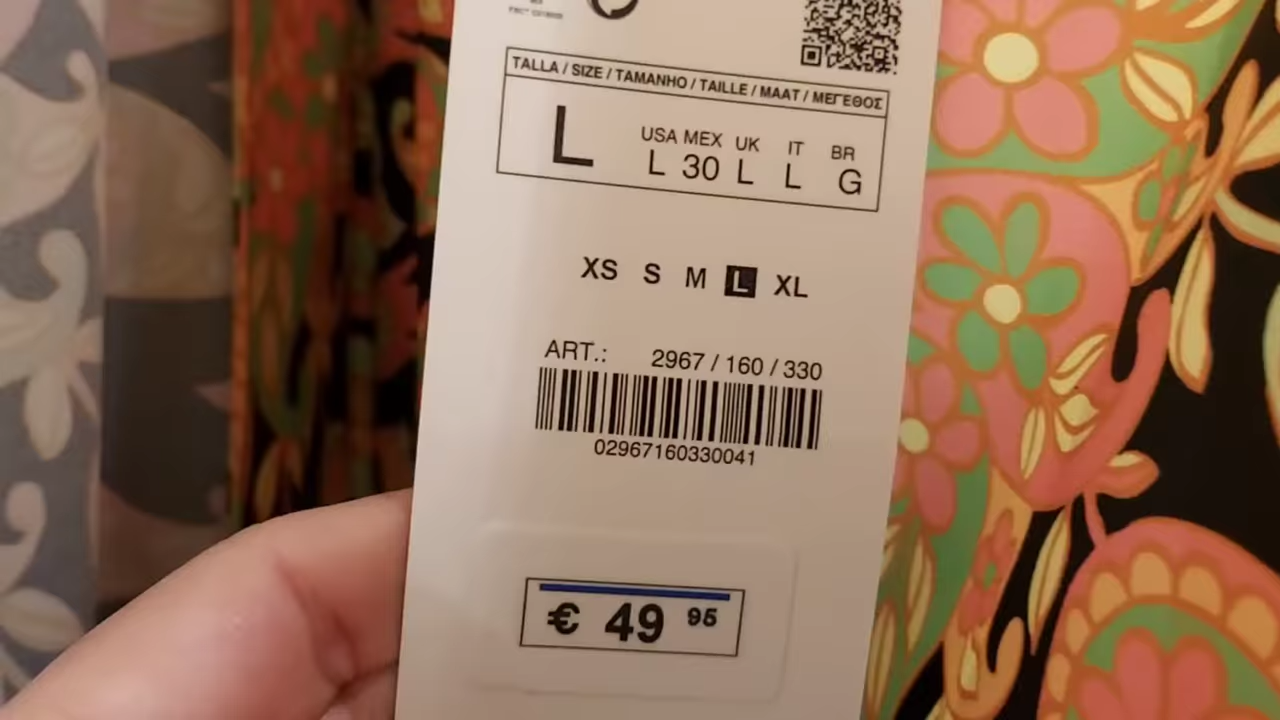 TALLA / SIZE / TAMANHO / TAILLE / MAAT / ΜΕΓΕΘΟΣ
L
USA MEX UK IT BR
L 30 L L G
XS S M L XL
ART.: 2967 / 160 / 330
02967160330041
€ 49 95